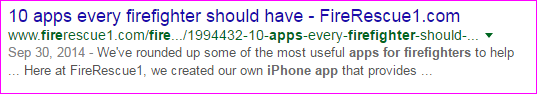 10 apps every firefighter should have - FireRescue1.com
www.firerescue1.com/fire.../1994432-10-apps-every-firefighter-should-...
Sep 30, 2014 - We've rounded up some of the most useful apps for firefighters to help
... Here at FireRescue1, we created our own iPhone app that provides ...